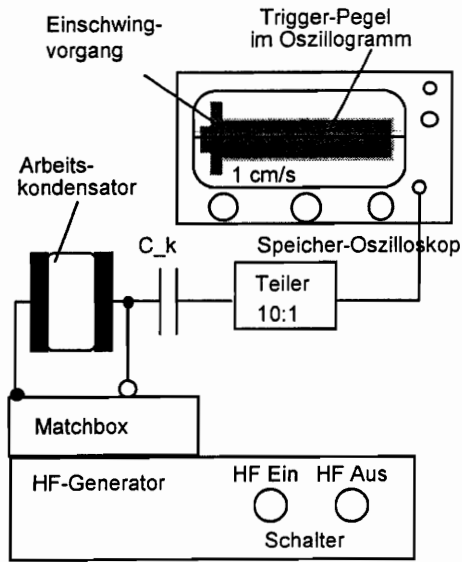 Einschwing-
vorgang
Trigger-Pegel
im Oszillogramm
1 cm/s
Arbeits-
kondensator
C_k
Speicher-Oszilloskop
Teiler
10:1
Matchbox
HF-Generator
HF Ein
HF Aus
Schalter